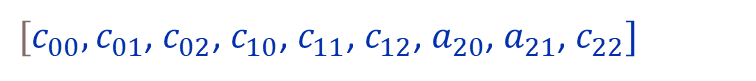 [c₀₀, c₀₁, c₀₂, c₁₀, c₁₁, c₁₂, a₂₀, a₂₁, c₂₂]